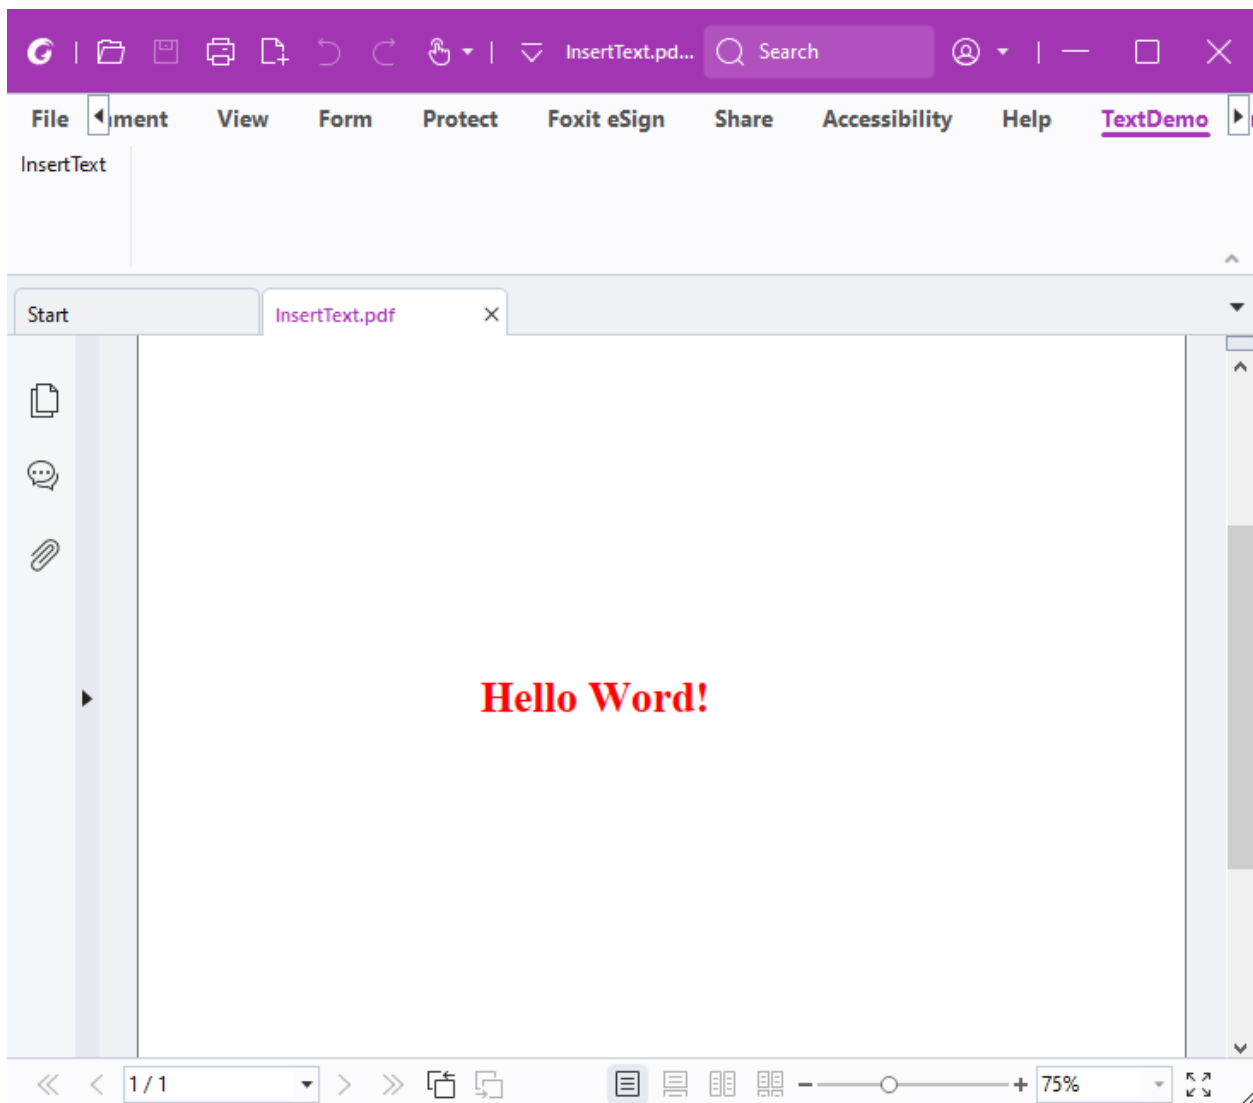 InsertText.pd... Search
File ment View Form Protect Foxit eSign Share Accessibility Help TextDemo
InsertText
Start InsertText.pdf
Hello Word!
1 / 1 75%